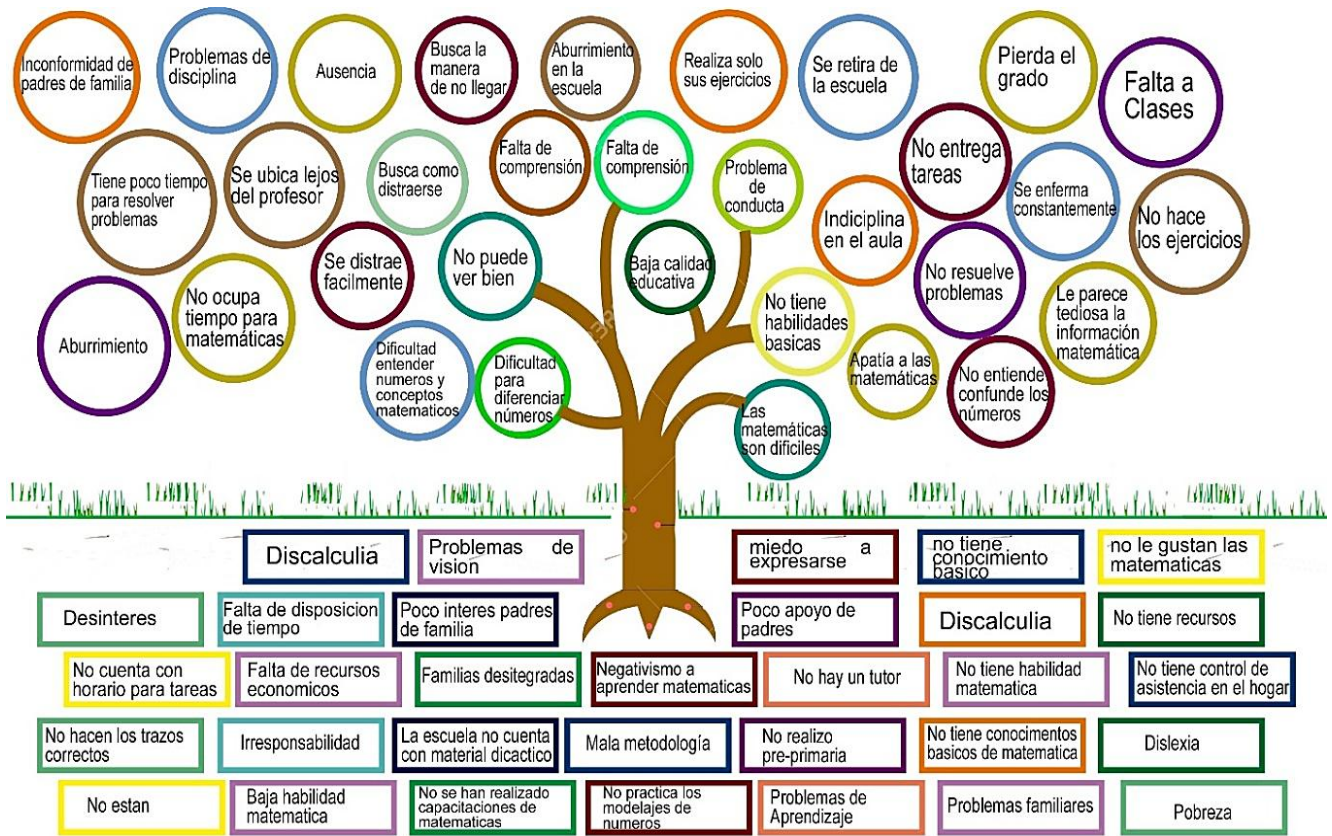 Inconformidad de
padres de familia
Problemas de
disciplina
Ausencia
Busca la
manera
de no llegar
Aburrimiento
en la
escuela
Realiza solo
sus ejercicios
Se retira de
la escuela
Pierda el
grado
Falta a
Clases
Tiene poco tiempo
para resolver
problemas
Se ubica lejos
del profesor
Busca como
distraerse
Falta de
comprensión
Falta de
comprensión
Problema
de
conducta
No entrega
tareas
Se enferma
constantemente
No hace
los ejercicios
Indiciplina
en el aula
Aburrimiento
No ocupa
tiempo para
matemáticas
Se distrae
facilmente
No puede
ver bien
Baja calidad
educativa
No tiene
habilidades
basicas
No resuelve
problemas
Le parece
tediosa la
información
matemática
Dificultad
entender
numeros y
conceptos
matematicos
Dificultad
para
diferenciar
números
Las
matemáticas
son dificiles
Apatía a las
matemáticas
No entiende,
confunde los
números
Discalculia
Problemas de
vision
miedo a
expresarse
no tiene
conocimiento
basico
no le gustan las
matematicas
Desinteres
Falta de disposicion
de tiempo
Poco interes padres
de familia
Poco apoyo de
padres
Discalculia
No tiene recursos
No cuenta con
horario para tareas
Falta de recursos
economicos
Familias desitegradas
Negativismo a
aprender matematicas
No hay un tutor
No tiene habilidad
matematica
No tiene control de
asistencia en el hogar
No hacen los trazos
correctos
Irresponsabilidad
La escuela no cuenta
con material dicactico
Mala metodología
No realizo
pre-primaria
No tiene conocimentos
basicos de matematica
Dislexia
No estan
Baja habilidad
matematica
No se han realizado
capacitaciones de
matematicas
No practica los
modelajes de
numeros
Problemas de
Aprendizaje
Problemas familiares
Pobreza